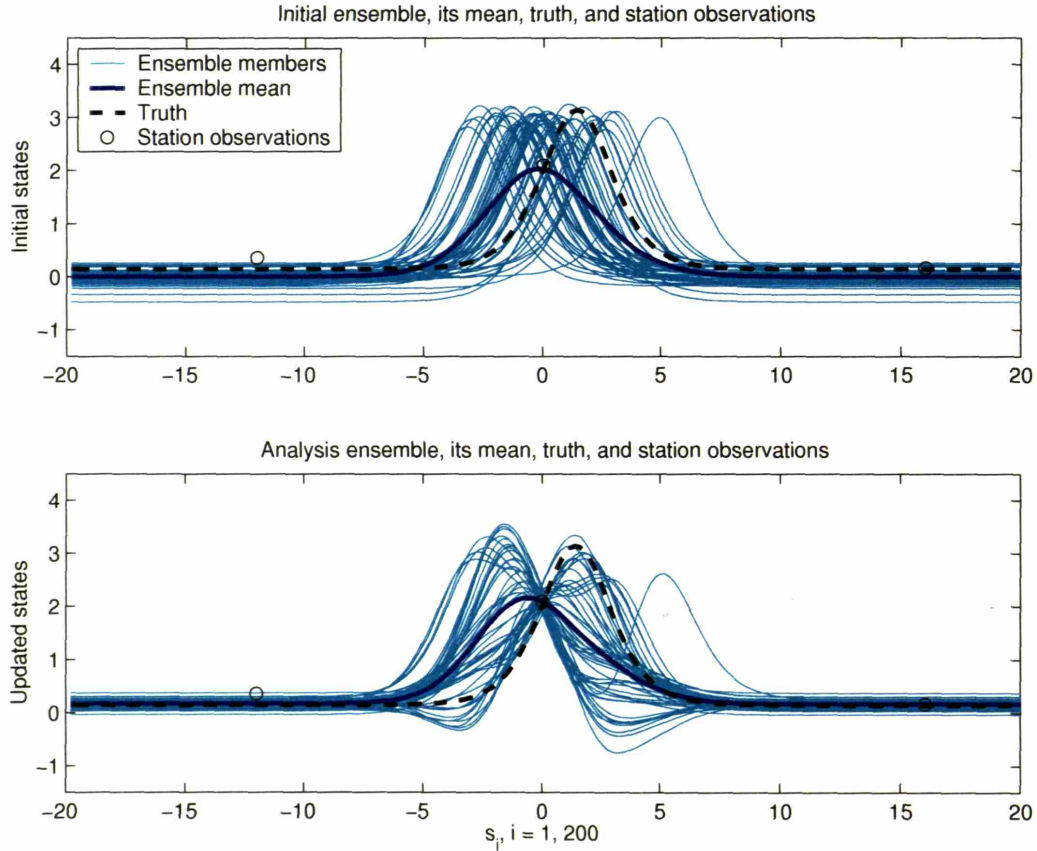 Initial ensemble, its mean, truth, and station observations
Ensemble members
Ensemble mean
Truth
Station observations
Initial states
4
3
2
1
0
−1
−20 −15 −10 −5 0 5 10 15 20
Analysis ensemble, its mean, truth, and station observations
Updated states
4
3
2
1
0
−1
−20 −15 −10 −5 0 5 10 15 20
s_i, i = 1, 200